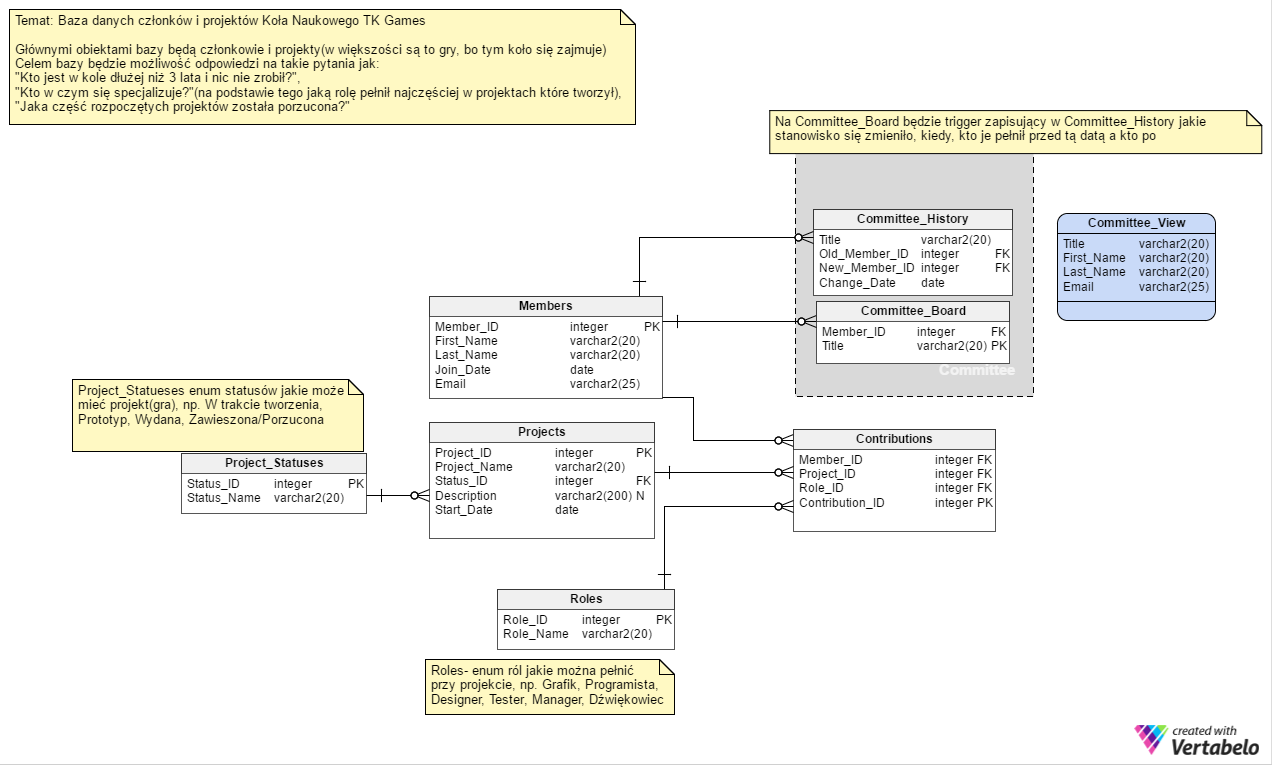 Temat: Baza danych członków i projektów Koła Naukowego TK Games
Głównymi obiektami bazy będą członkowie i projekty(w większości są to gry, bo tym koło się zajmuje)
Celem bazy będzie możliwość odpowiedzi na takie pytania jak:
"Kto jest w kole dłużej niż 3 lata i nic nie zrobił?",
"Kto w czym się specjalizuje?"(na podstawie tego jaką rolę pełnił najczęściej w projektach które tworzył),
"Jaka część rozpoczętych projektów została porzucona?"
Na Committee_Board będzie trigger zapisujący w Committee_History jakie
stanowisko się zmieniło, kiedy, kto je pełnił przed tą datą a kto po
Committee_History
Title varchar2(20)
Old_Member_ID integer FK
New_Member_ID integer FK
Change_Date date
Committee_View
Title varchar2(20)
First_Name varchar2(20)
Last_Name varchar2(20)
Email varchar2(25)
Members
Member_ID integer PK
First_Name varchar2(20)
Last_Name varchar2(20)
Join_Date date
Email varchar2(25)
Committee_Board
Member_ID integer FK
Title varchar2(20) PK
Committee
Project_Statueses enum statusów jakie może
mieć projekt(gra), np. W trakcie tworzenia,
Prototyp, Wydana, Zawieszona/Porzucona
Project_Statuses
Status_ID integer PK
Status_Name varchar2(20)
Projects
Project_ID integer PK
Project_Name varchar2(20)
Status_ID integer FK
Description varchar2(200) N
Start_Date date
Contributions
Member_ID integer FK
Project_ID integer FK
Role_ID integer FK
Contribution_ID integer PK
Roles
Role_ID integer PK
Role_Name varchar2(20)
Roles- enum ról jakie można pełnić
przy projekcie, np. Grafik, Programista,
Designer, Tester, Manager, Dźwiękowiec
created with
Vertabelo